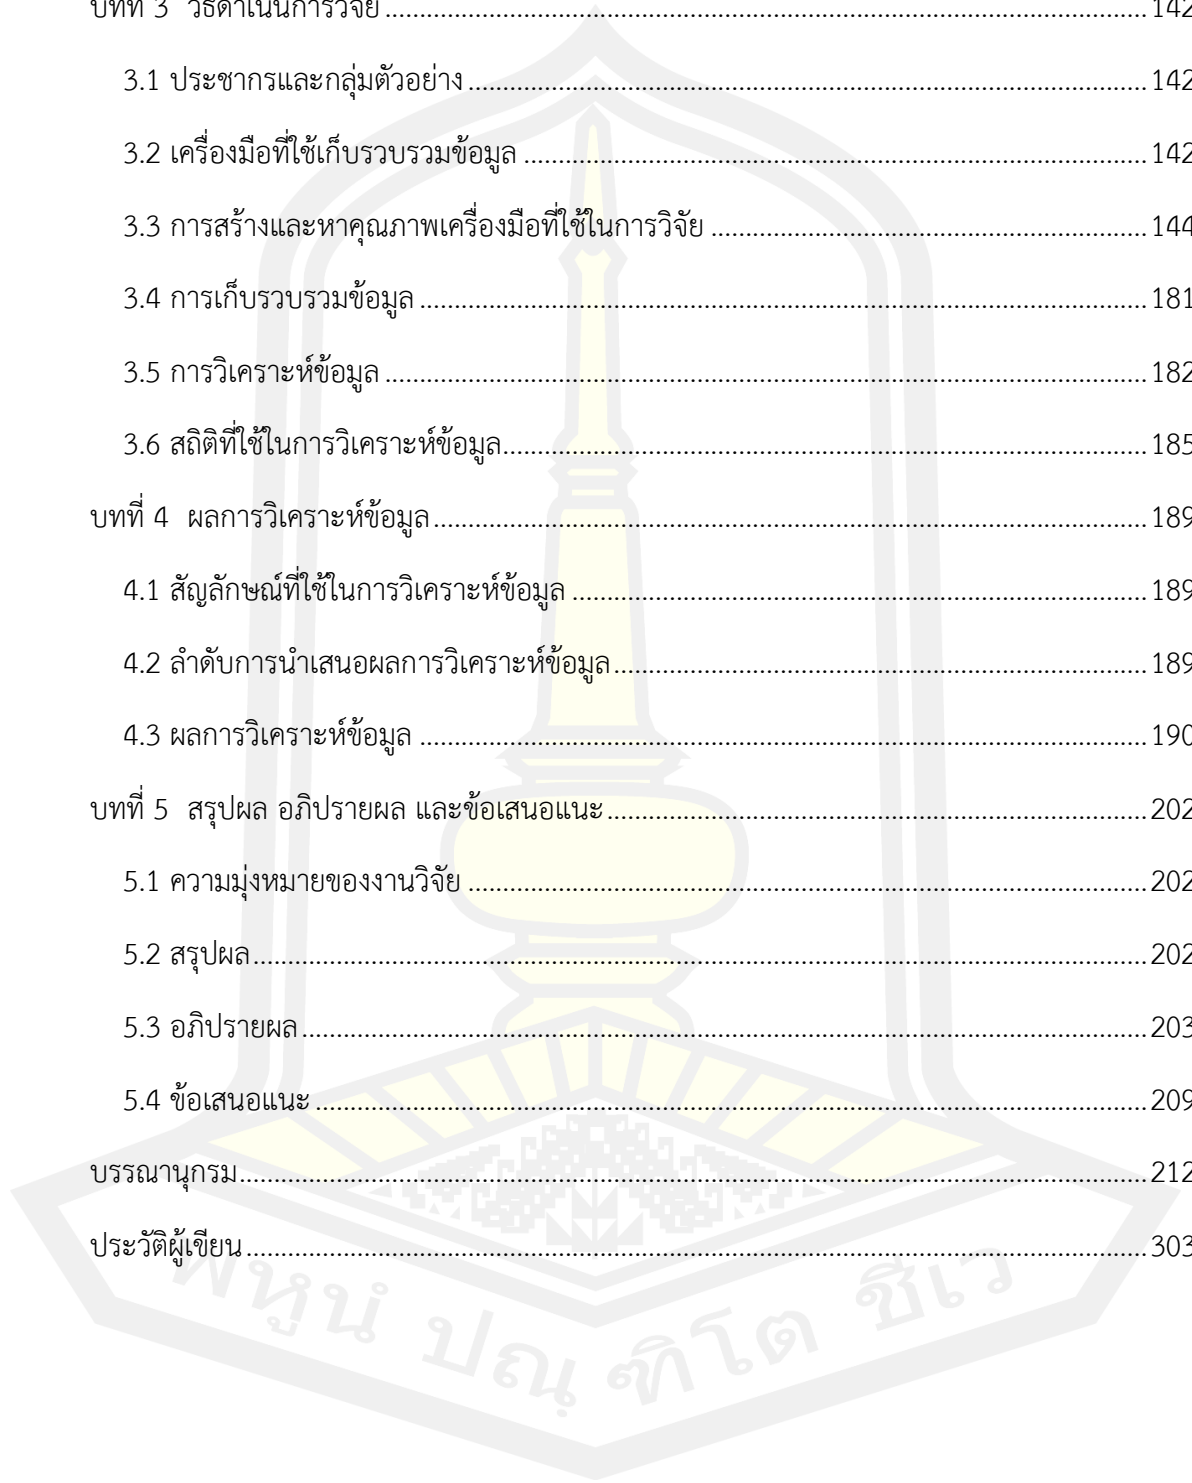 บทที่ 3 วิธีดำเนินการวิจัย ........ 142
3.1 ประชากรและกลุ่มตัวอย่าง ........ 142
3.2 เครื่องมือที่ใช้เก็บรวบรวมข้อมูล ........ 142
3.3 การสร้างและหาคุณภาพเครื่องมือที่ใช้ในการวิจัย ........ 144
3.4 การเก็บรวบรวมข้อมูล ........ 181
3.5 การวิเคราะห์ข้อมูล ........ 182
3.6 สถิติที่ใช้ในการวิเคราะห์ข้อมูล ........ 185
บทที่ 4 ผลการวิเคราะห์ข้อมูล ........ 189
4.1 สัญลักษณ์ที่ใช้ในการวิเคราะห์ข้อมูล ........ 189
4.2 ลำดับการนำเสนอผลการวิเคราะห์ข้อมูล ........ 189
4.3 ผลการวิเคราะห์ข้อมูล ........ 190
บทที่ 5 สรุปผล อภิปรายผล และข้อเสนอแนะ ........ 202
5.1 ความมุ่งหมายของงานวิจัย ........ 202
5.2 สรุปผล ........ 202
5.3 อภิปรายผล ........ 203
5.4 ข้อเสนอแนะ ........ 209
บรรณานุกรม ........ 212
ประวัติผู้เขียน ........ 303
พหูนํ ปณฺฑิโต ชีเว